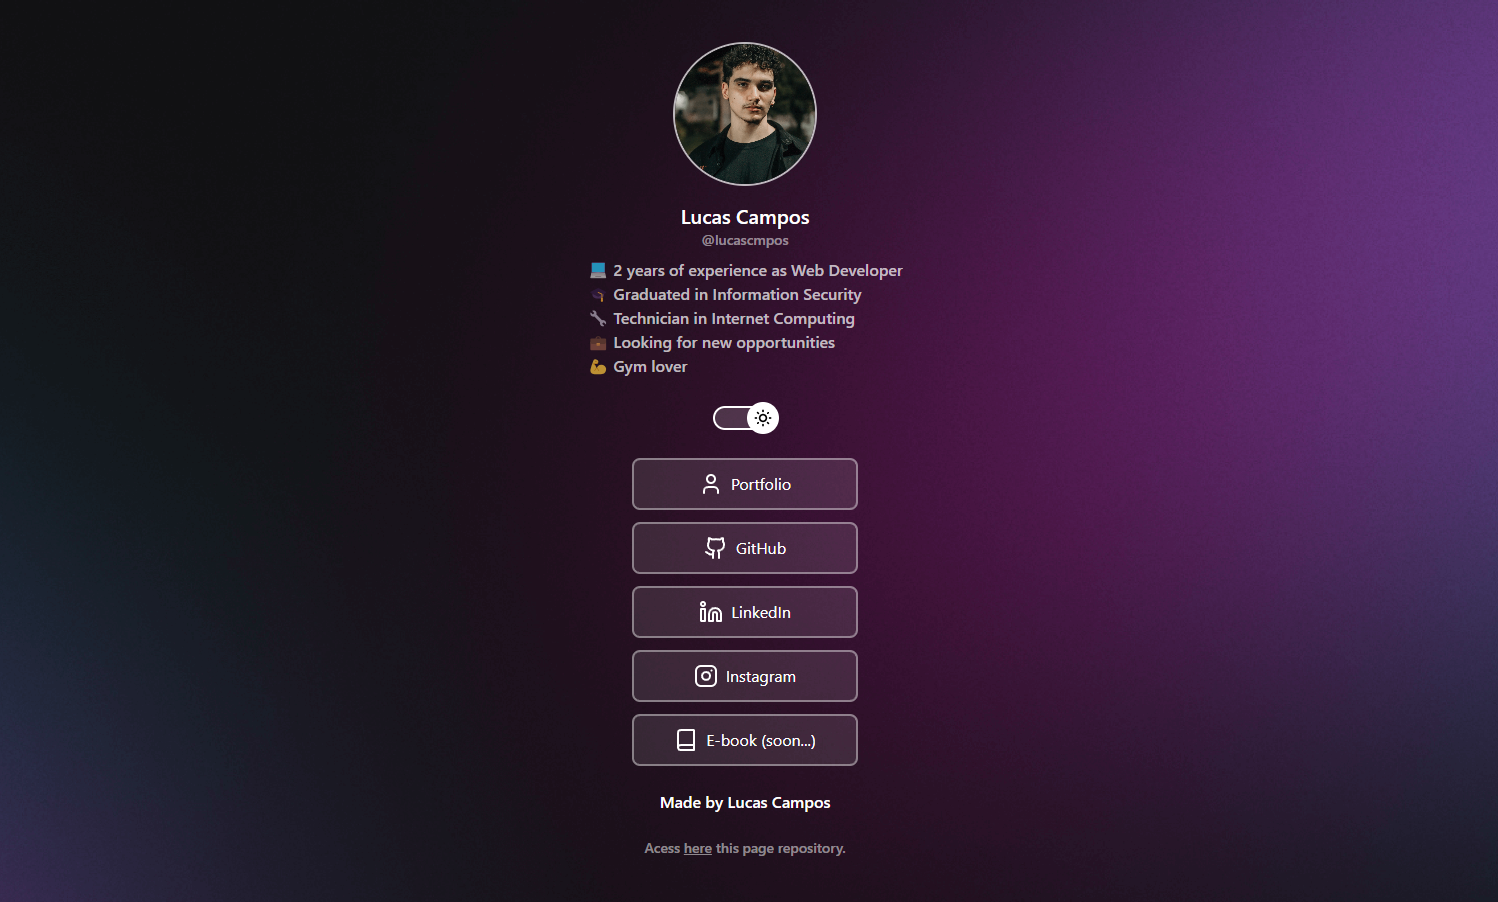 Lucas Campos
@lucascmpos
2 years of experience as Web Developer
Graduated in Information Security
Technician in Internet Computing
Looking for new opportunities
Gym lover
Portfolio
GitHub
LinkedIn
Instagram
E-book (soon...)
Made by Lucas Campos
Acess here this page repository.